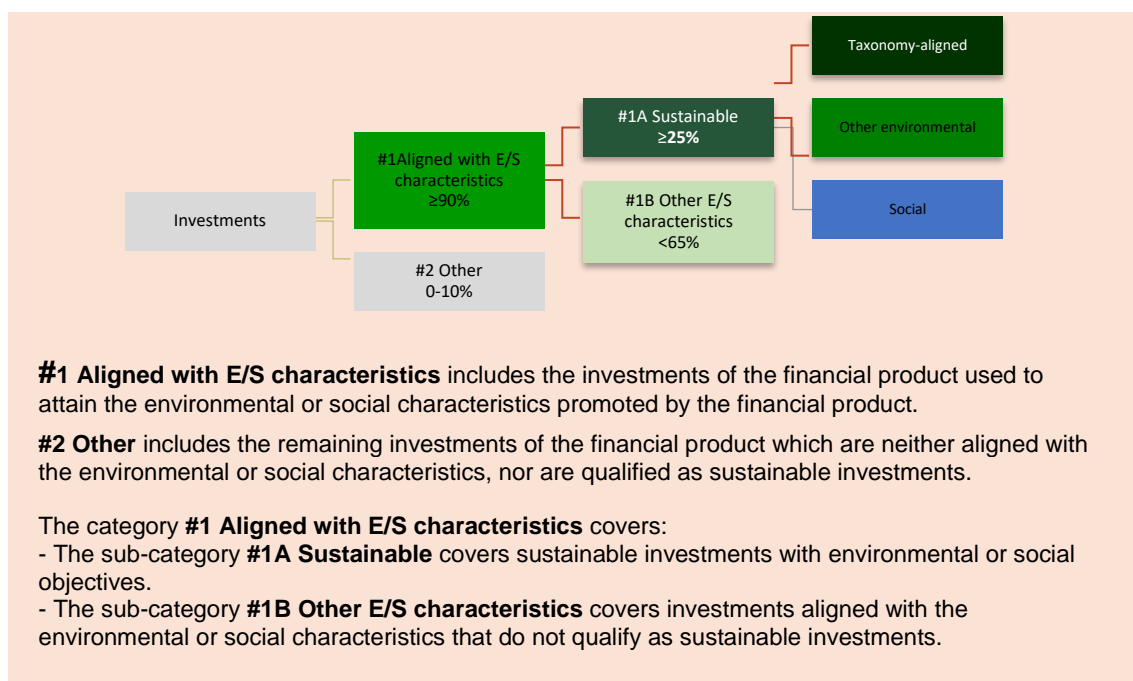 Taxonomy-aligned
#1A Sustainable
≥25%
Other environmental
#1Aligned with E/S
characteristics
≥90%
#1B Other E/S
characteristics
<65%
Social
Investments
#2 Other
0-10%
#1 Aligned with E/S characteristics includes the investments of the financial product used to
attain the environmental or social characteristics promoted by the financial product.
#2 Other includes the remaining investments of the financial product which are neither aligned with
the environmental or social characteristics, nor are qualified as sustainable investments.
The category #1 Aligned with E/S characteristics covers:
- The sub-category #1A Sustainable covers sustainable investments with environmental or social
objectives.
- The sub-category #1B Other E/S characteristics covers investments aligned with the
environmental or social characteristics that do not qualify as sustainable investments.